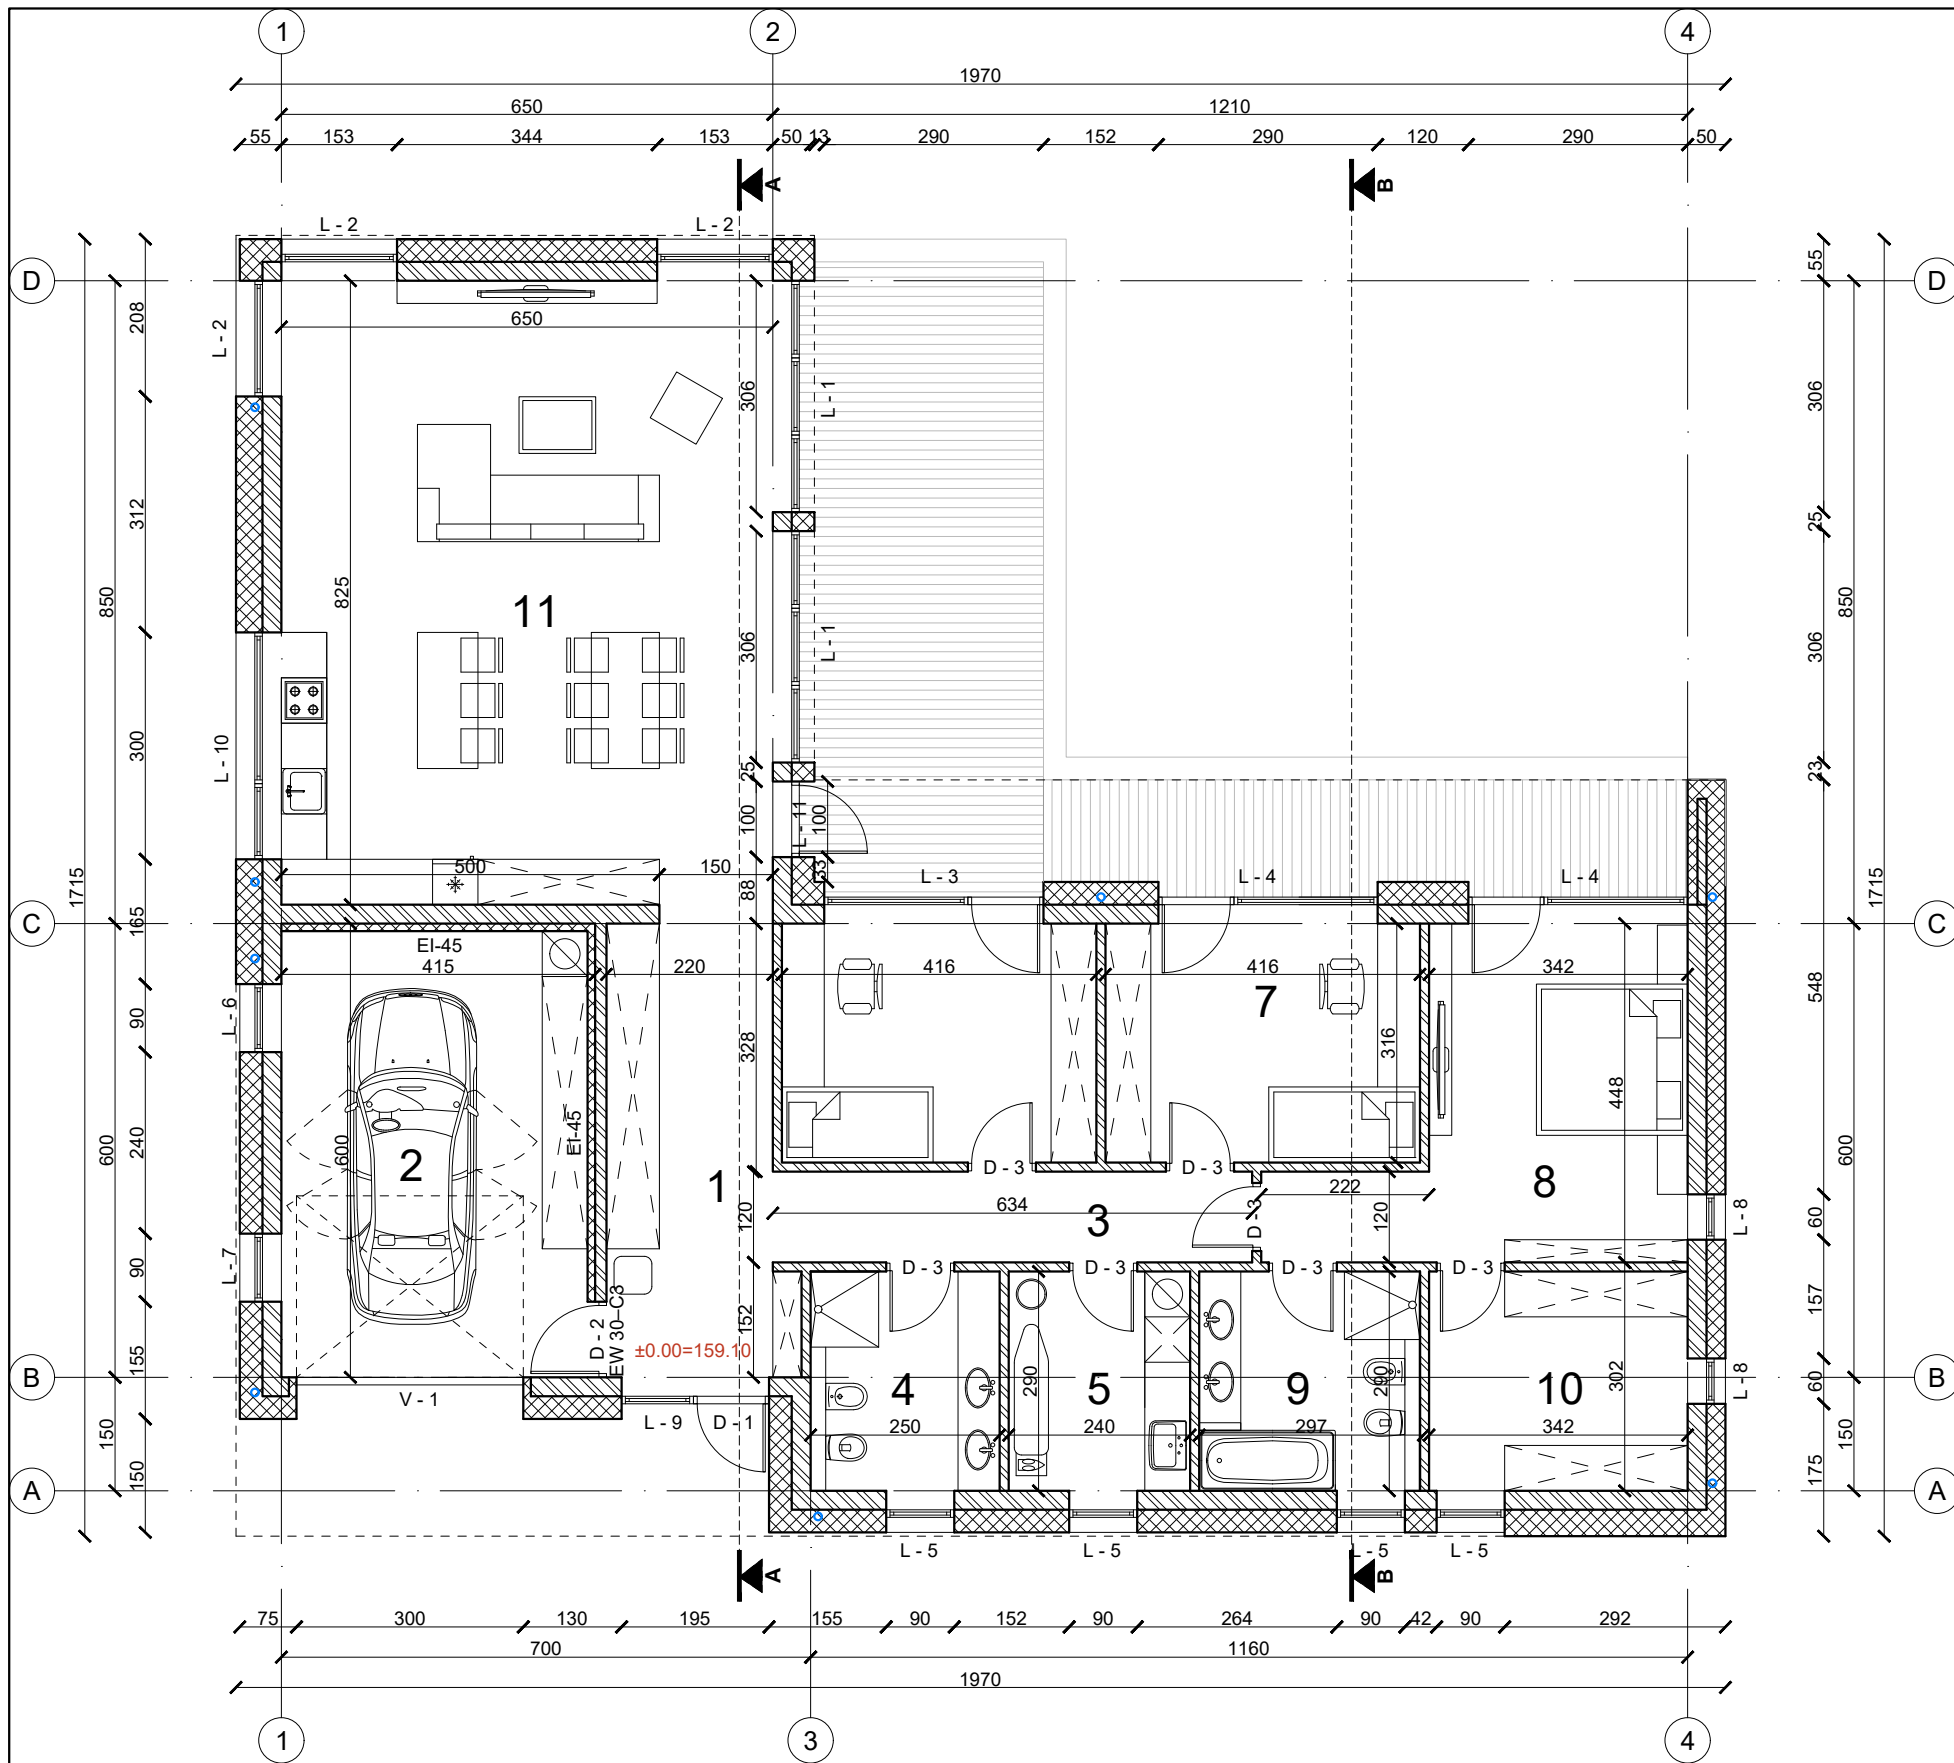 1 2 4
1970
650 1210
55 153 344 153 50 13 290 152 290 120 290 50
A B
L - 2 L - 2
D D
208 55
L - 2
650
306 L - 1 306
312
25
1715 850 825 11 850 1715
306 L - 1 306
300 L - 10
25 23
100 L - 11 100
500 150 33
88 L - 3 L - 4 L - 4
165
C C
EI-45
415 220 416 416 342
7
L - 6 90 548
328 316
448
240 600 600 EI-45 600
2 1 D - 3 D - 3 8
222
120 634 3 D - 3 120 60 L - 8
L - 7 90 D - 3 D - 3 D - 3 D - 3
157
155 D - 2 EW 30-C3 152
±0.00=159.10
B B
V - 1 290 290 302 60 L - 8
4 5 9 10
L - 9 D - 1
150 250 240 297 342 150
150 175
A A
L - 5 L - 5 L - 5 L - 5
A B
75 300 130 195 155 90 152 90 264 90 42 90 292
700 1160
1970
1 3 4